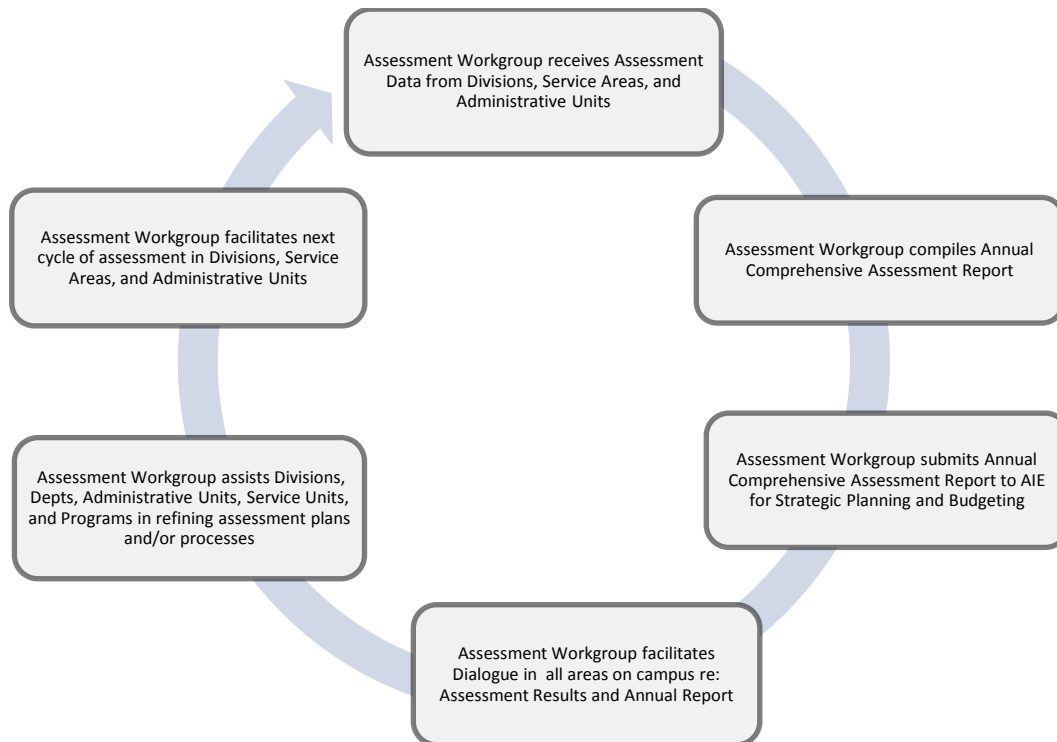 Assessment Workgroup receives Assessment
Data from Divisions, Service Areas, and
Administrative Units
Assessment Workgroup compiles Annual
Comprehensive Assessment Report
Assessment Workgroup submits Annual
Comprehensive Assessment Report to AIE
for Strategic Planning and Budgeting
Assessment Workgroup facilitates
Dialogue in  all areas on campus re:
Assessment Results and Annual Report
Assessment Workgroup assists Divisions,
Depts, Administrative Units, Service Units,
and Programs in refining assessment plans
and/or processes
Assessment Workgroup facilitates next
cycle of assessment in Divisions, Service
Areas, and Administrative Units